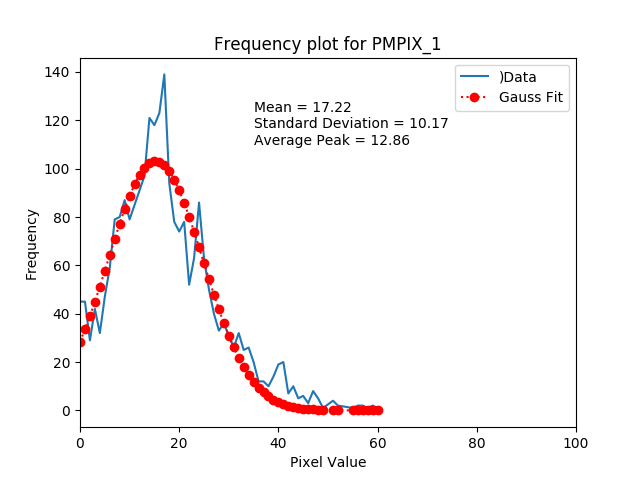 Frequency plot for PMPIX_1
)Data
Gauss Fit
Mean = 17.22
Standard Deviation = 10.17
Average Peak = 12.86
Frequency
140
120
100
80
60
40
20
0
0 20 40 60 80 100
Pixel Value